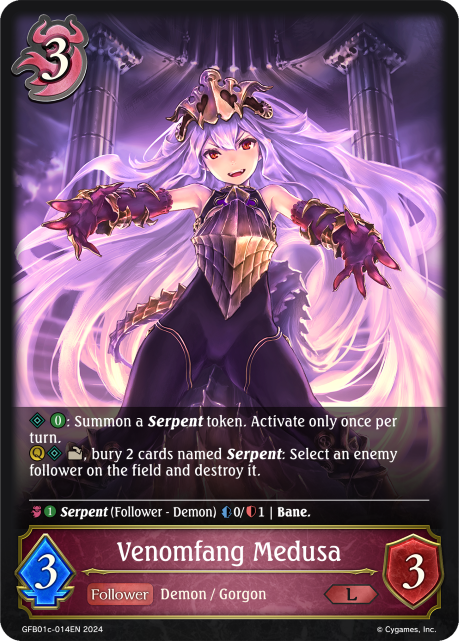 3
0: Summon a Serpent token. Activate only once per
turn.
Q , bury 2 cards named Serpent: Select an enemy
follower on the field and destroy it.
1 Serpent (Follower - Demon) 0/1 | Bane.
Venomfang Medusa
3
3
Follower Demon / Gorgon L
GFB01c-014EN 2024 © Cygames, Inc.